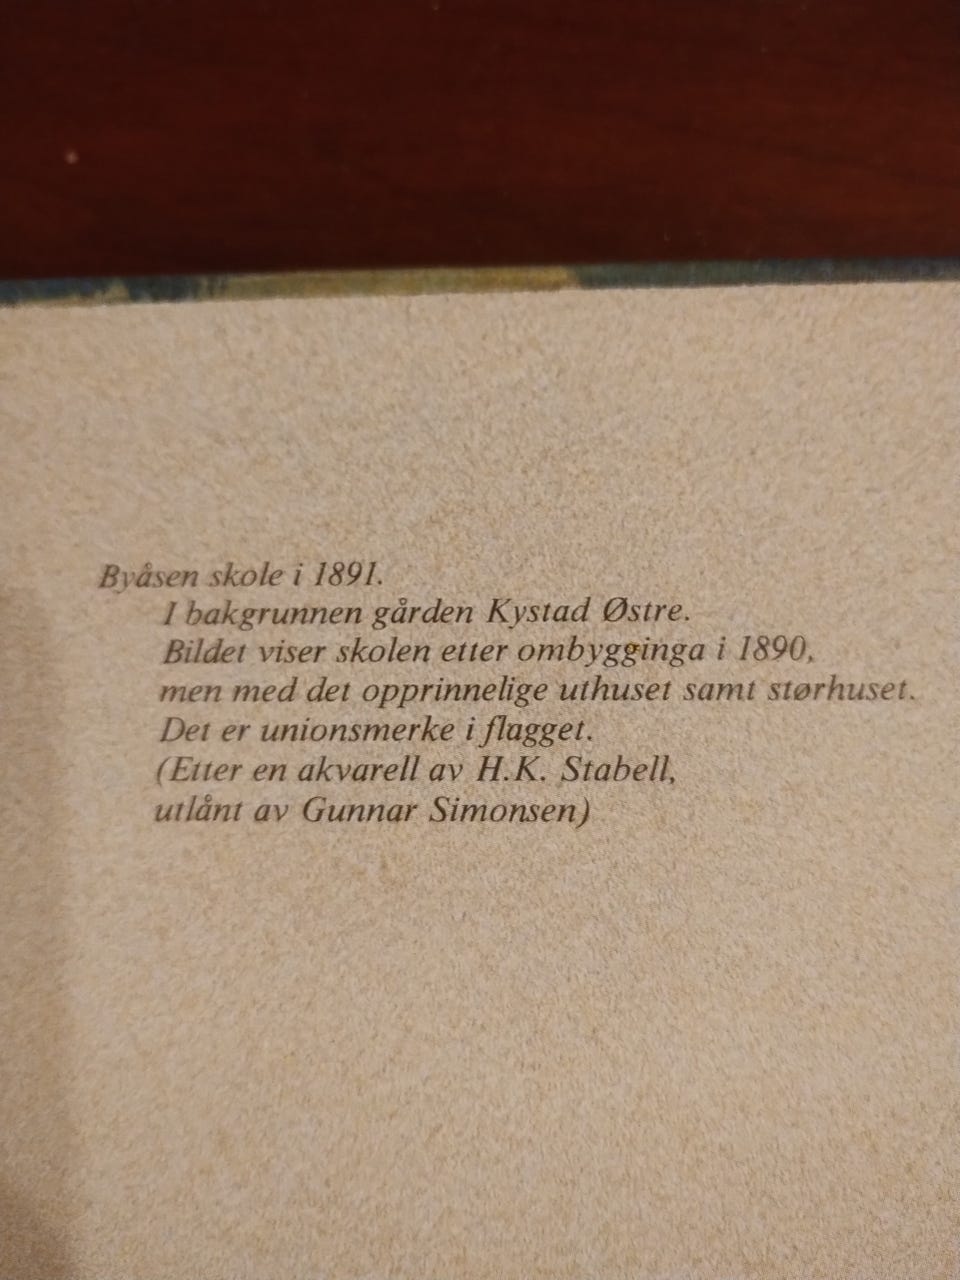 Byåsen skole i 1891.
I bakgrunnen gården Kystad Østre.
Bildet viser skolen etter ombygginga i 1890,
men med det opprinnelige uthuset samt størhuset.
Det er unionsmerke i flagget.
(Etter en akvarell av H.K. Stabell,
utlånt av Gunnar Simonsen)